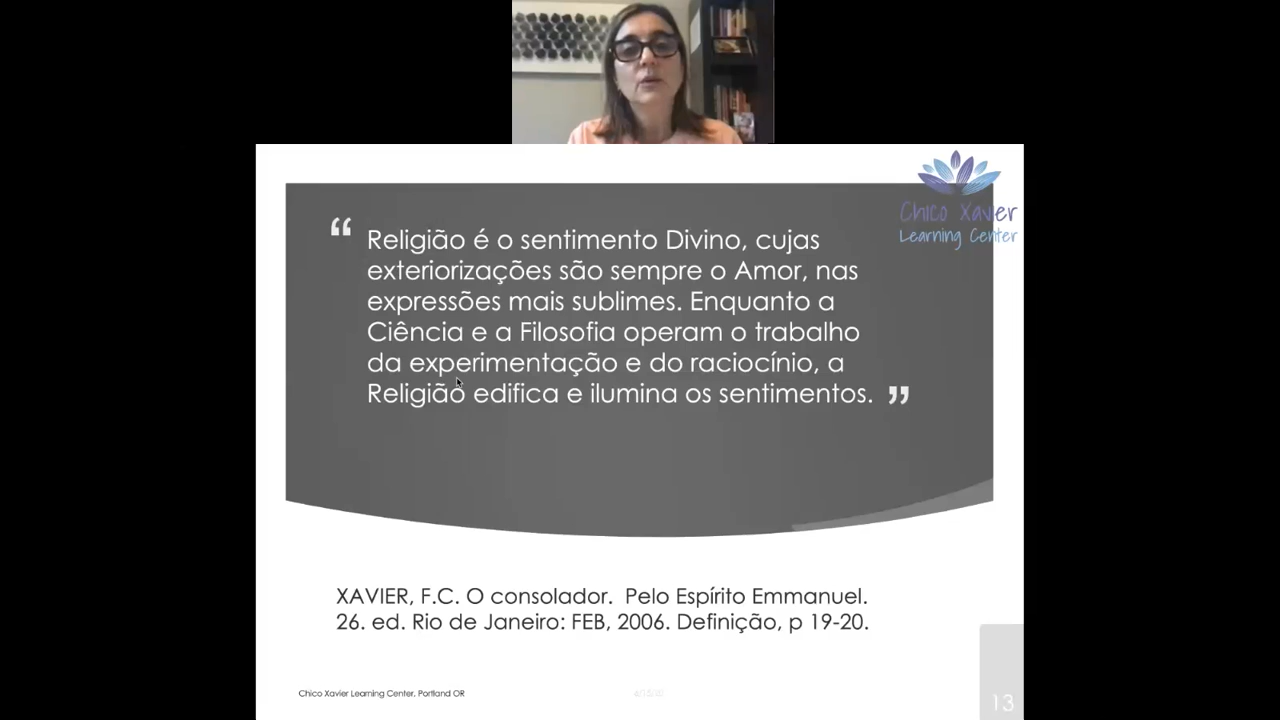 Chico Xavier
Learning Center
“ Religião é o sentimento Divino, cujas
exteriorizações são sempre o Amor, nas
expressões mais sublimes. Enquanto a
Ciência e a Filosofia operam o trabalho
da experimentação e do raciocínio, a
Religião edifica e ilumina os sentimentos. ”
XAVIER, F.C. O consolador. Pelo Espírito Emmanuel.
26. ed. Rio de Janeiro: FEB, 2006. Definição, p 19-20.
Chico Xavier Learning Center, Portland OR
13